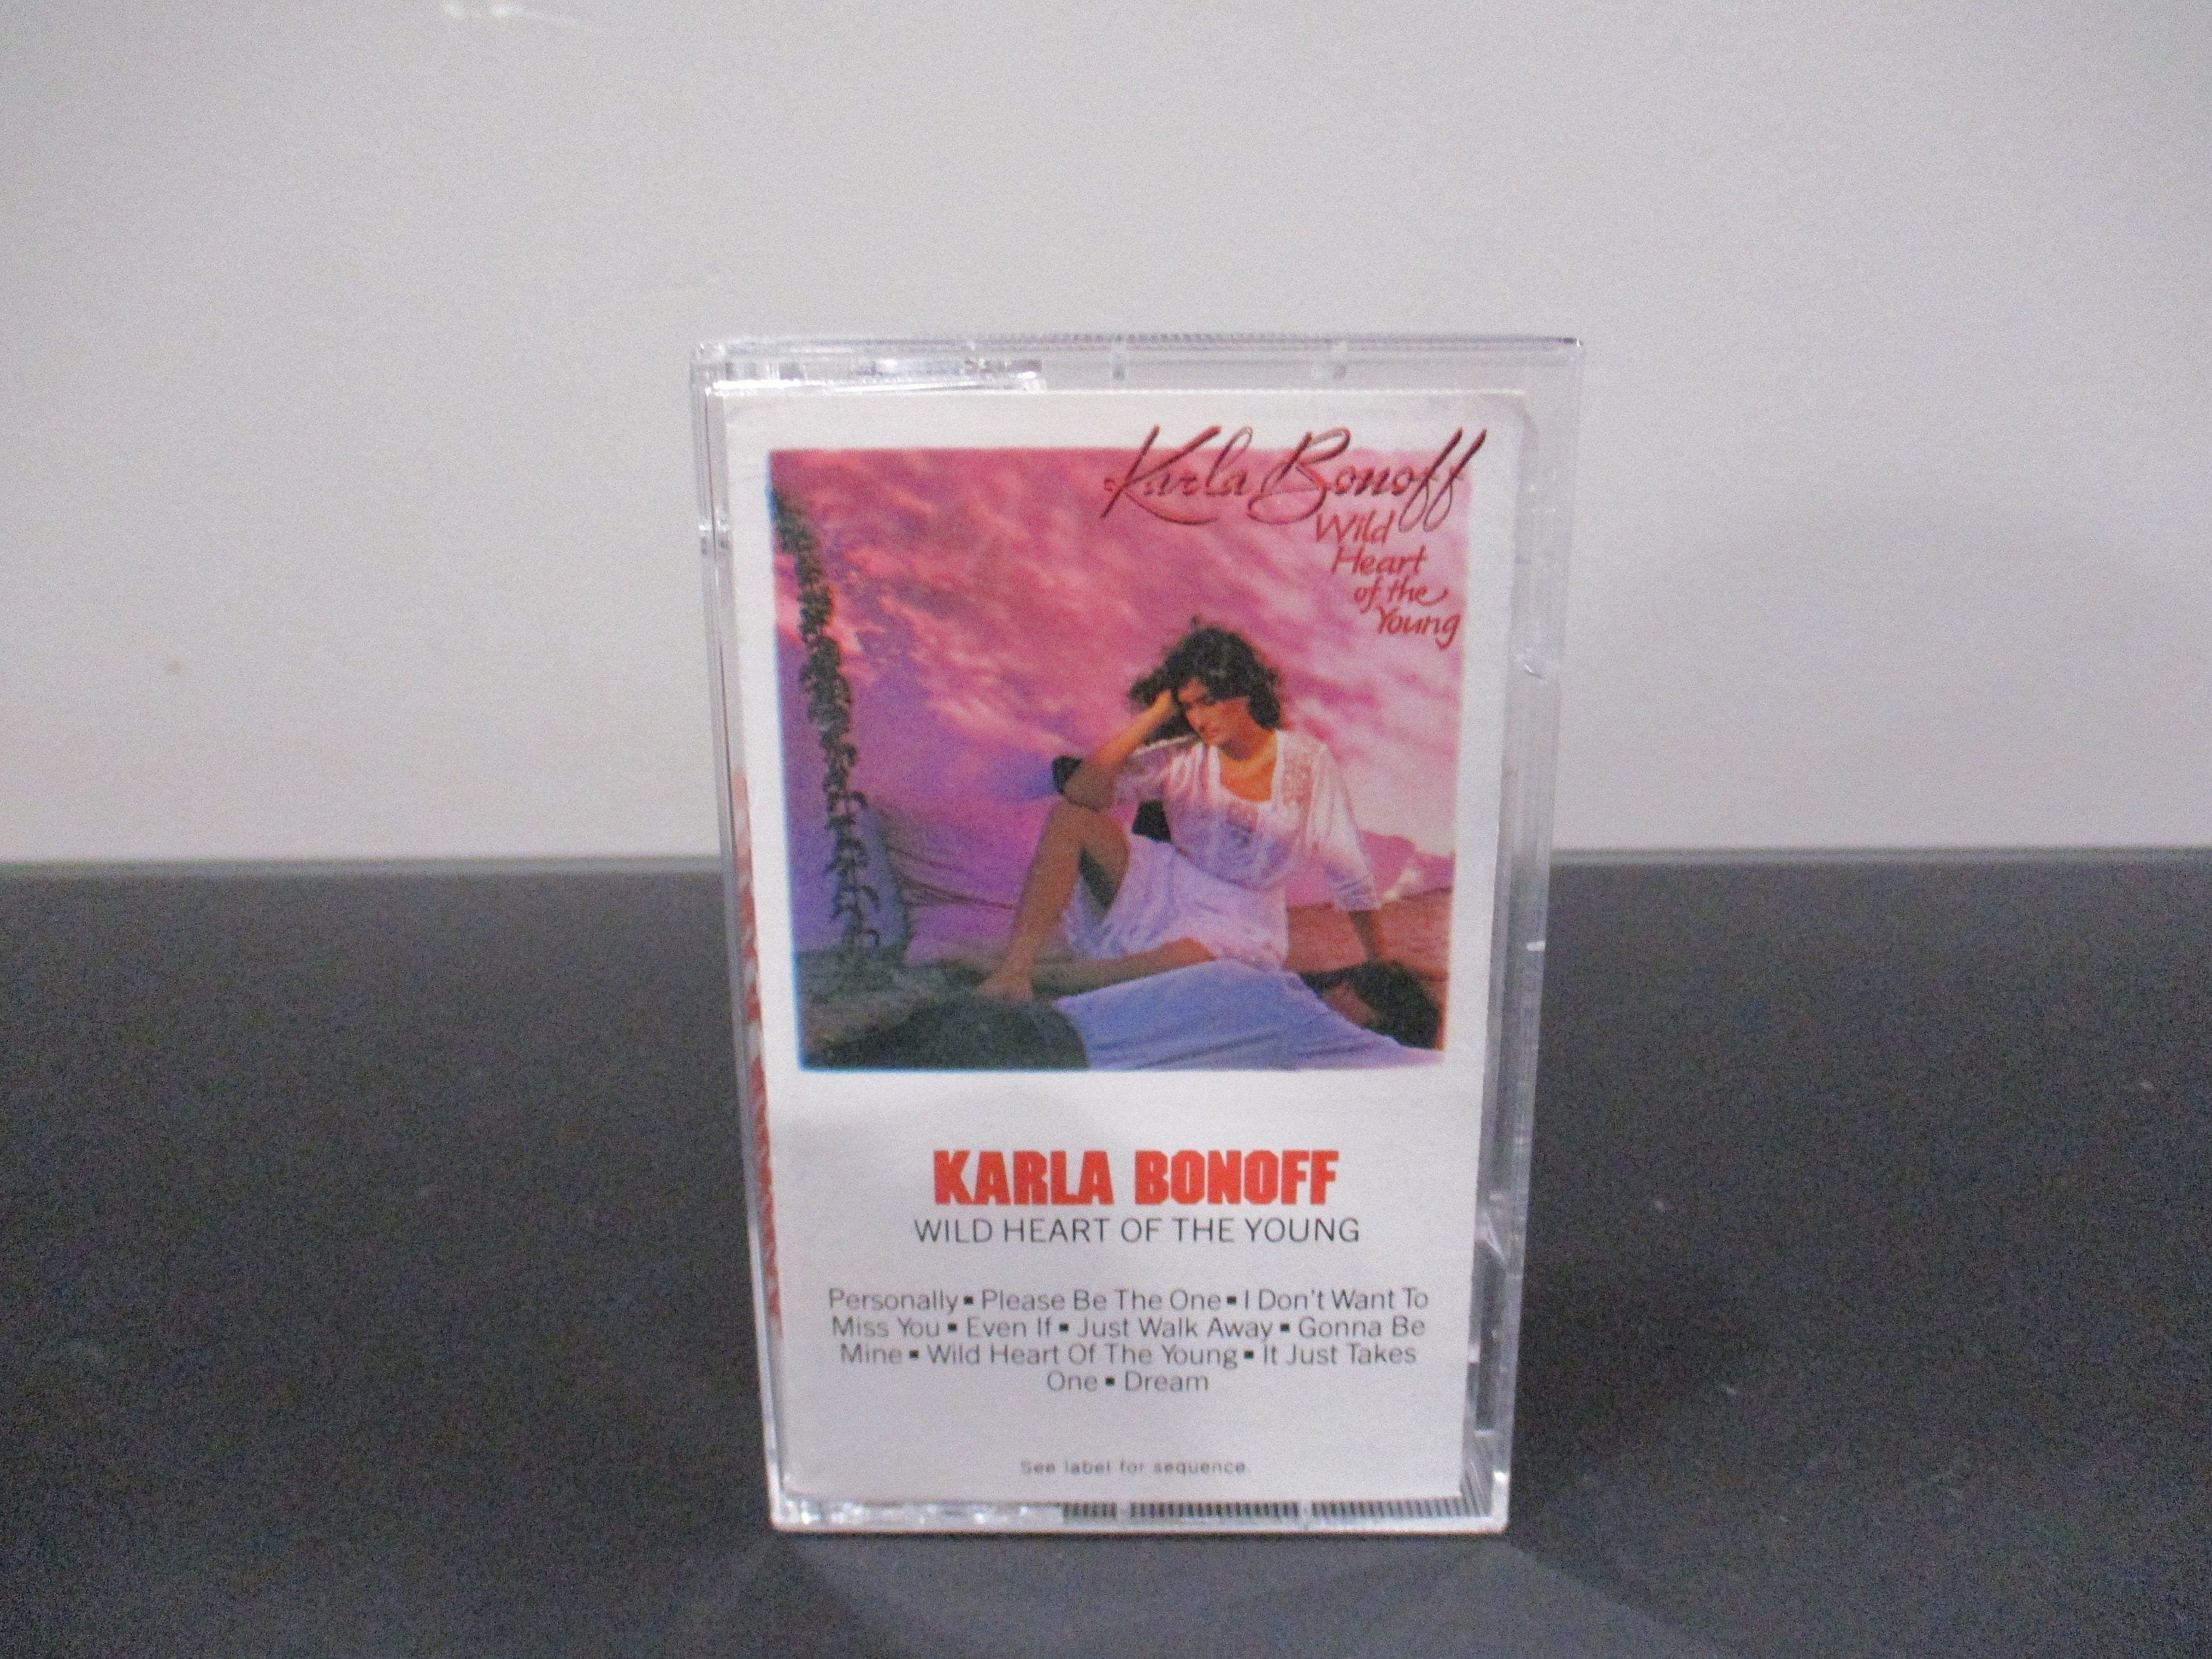 Karla Bonoff
Wild
Heart
of the
Young
KARLA BONOFF
WILD HEART OF THE YOUNG
Personally▪Please Be The One▪I Don't Want To
Miss You▪Even If▪Just Walk Away▪Gonna Be
Mine▪Wild Heart Of The Young▪It Just Takes
One▪Dream
See label for sequence.